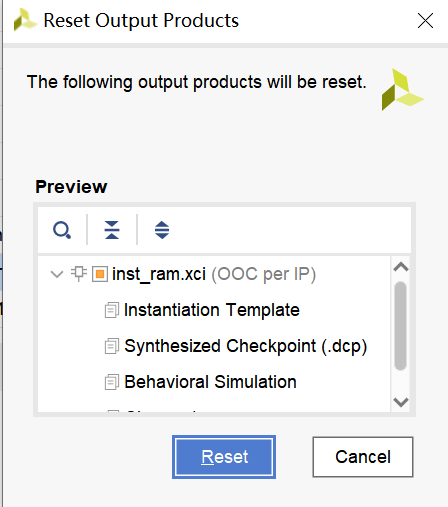 Reset Output Products
The following output products will be reset.
Preview
inst_ram.xci (OOC per IP)
Instantiation Template
Synthesized Checkpoint (.dcp)
Behavioral Simulation
Reset
Cancel